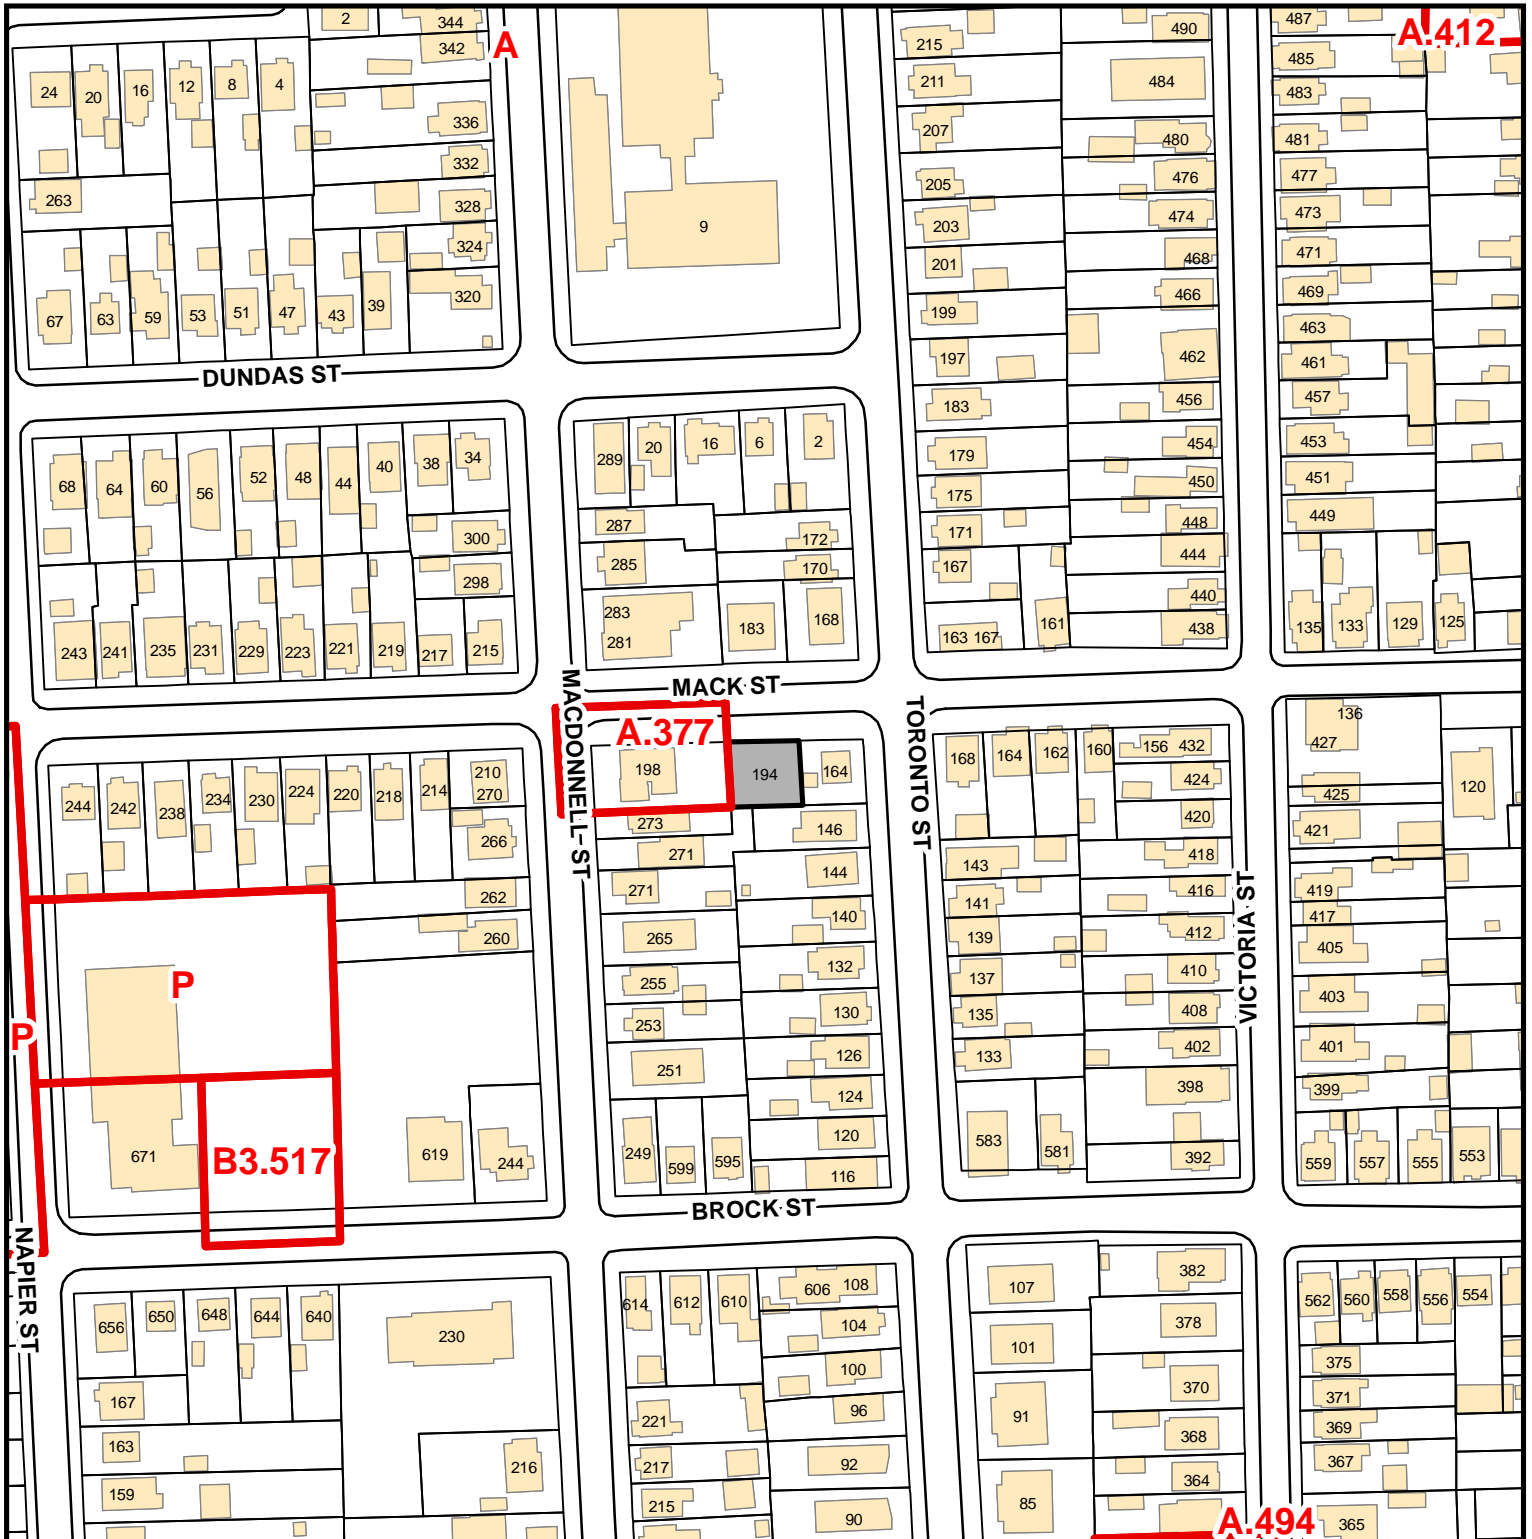 2 344 A 487 A.412
342 215 490 485
24 20 16 12 8 4 211 484 483
336 207 480 481
332 205 476 477
263 328 9 203 474 473
324 201 468 471
67 63 59 53 51 47 43 39 320 199 466 469
463
197 462 461
DUNDAS ST
183 456 457
289 20 16 6 2 179 454 453
68 64 60 56 52 48 44 40 38 34 175 450 451
287 171 448 449
300 285 172 167 444
298 170 440
283 281 183 168 163 167 161 438 135 133 129 125
243 241 235 231 229 223 221 219 217 215
MACK ST
MACDONNELL ST
TORONTO ST
VICTORIA ST
A.377
198 194 164 168 164 162 160 156 432 136 427
244 242 238 234 230 224 220 218 214 210 270 424 425 120
273 146 420 421
266 271 144 143 418
262 271 140 141 416 419
260 265 139 412 417
P 255 132 137 410 405
P 253 130 135 408 403
251 126 133 402 401
124 398 399
671 B3.517 619 244 249 599 595 120 583 581 392 559 557 555 553
116
BROCK ST
NAPIER ST
656 650 648 644 640 230 614 612 610 606 108 107 382 562 560 558 556 554
104 101 378
100 375
167 221 96 91 370 371
163 217 92 368 369
159 216 215 90 85 364 367
A.494 365